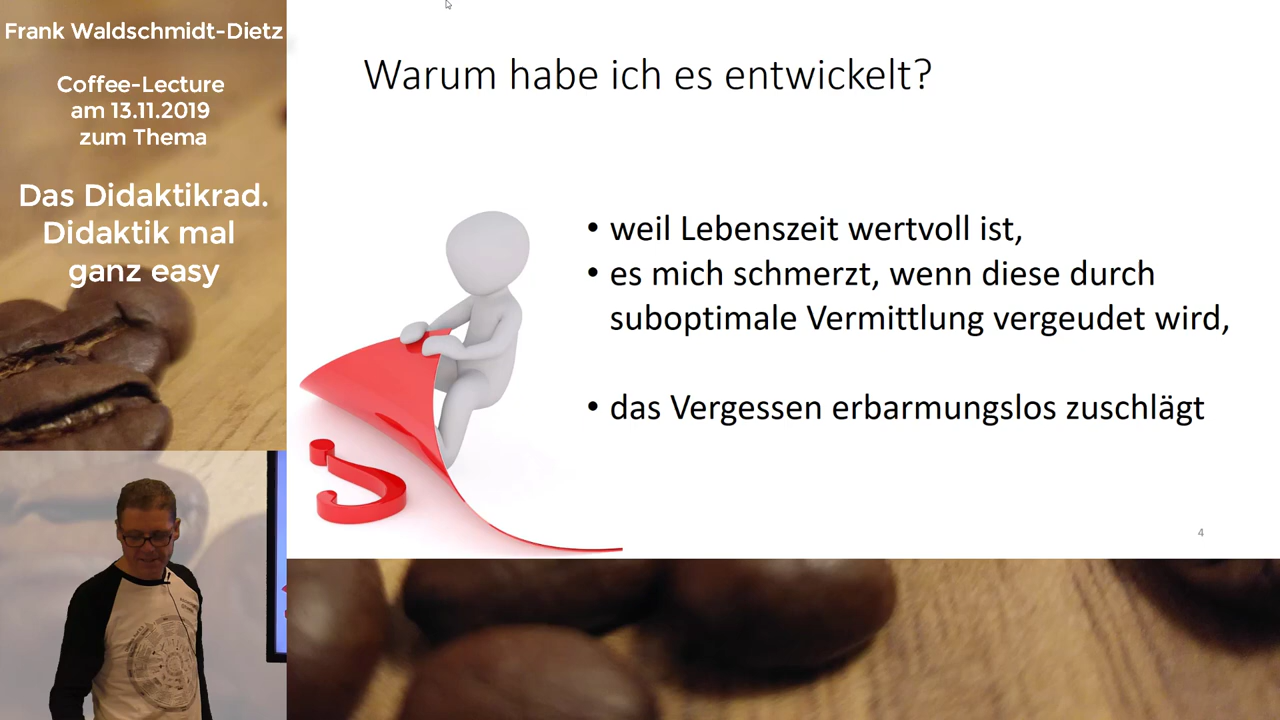 Frank Waldschmidt-Dietz
Coffee-Lecture
am 13.11.2019
zum Thema
Das Didaktikrad.
Didaktik mal
ganz easy
Warum habe ich es entwickelt?
• weil Lebenszeit wertvoll ist,
• es mich schmerzt, wenn diese durch
suboptimale Vermittlung vergeudet wird,
• das Vergessen erbarmungslos zuschlägt
4